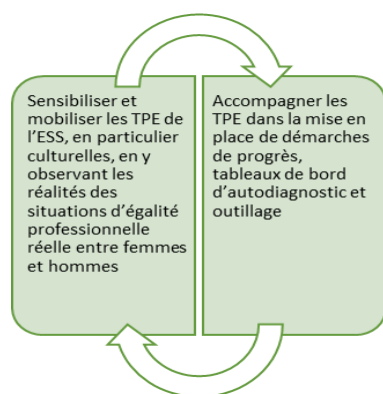 Sensibiliser et
mobiliser les TPE de
l’ESS, en particulier
culturelles, en y
observant les
réalités des
situations d’égalité
professionnelle
réelle entre femmes
et hommes
Accompagner les
TPE dans la mise en
place de démarches
de progrès,
tableaux de bord
d’autodiagnostic et
outillage